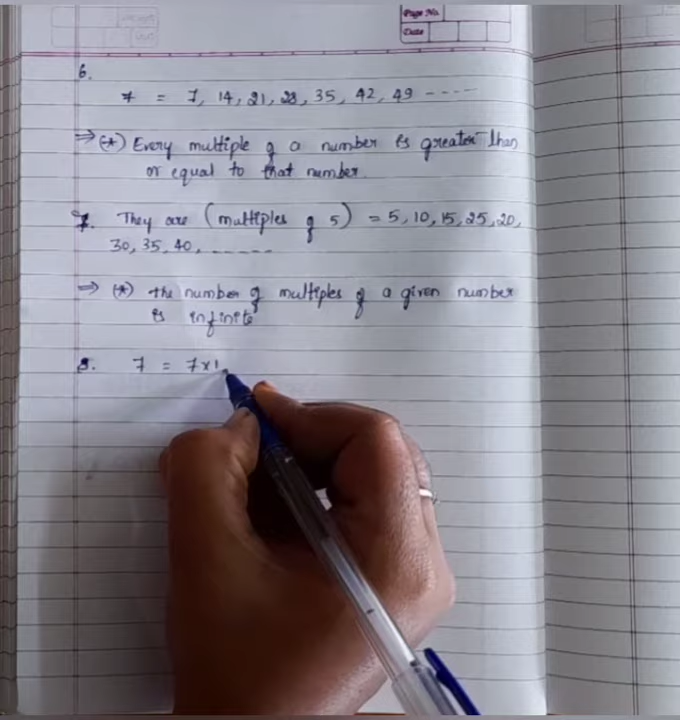 Page No.
Date
6.
7 = 7, 14, 21, 28, 35, 42, 49 -----
⇒ (*) Every multiple of a number is greater than
or equal to that number.
7. They are (multiples of 5) = 5, 10, 15, 25, 20,
30, 35, 40, ------
⇒ (*) the number of multiples of a given number
is infinite
8. 7 = 7×1,